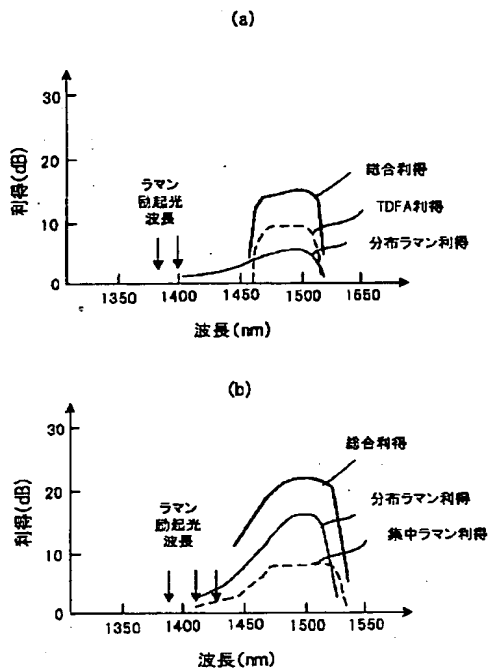 (a)
利得(dB)
30
20
10
0
ラマン
励起光
波長
総合利得
TDFA利得
分布ラマン利得
1350
1400
1450
1500
1650
波長(nm)
(b)
利得(dB)
30
20
10
0
ラマン
励起光
波長
総合利得
分布ラマン利得
集中ラマン利得
1350
1400
1450
1500
1550
波長(nm)